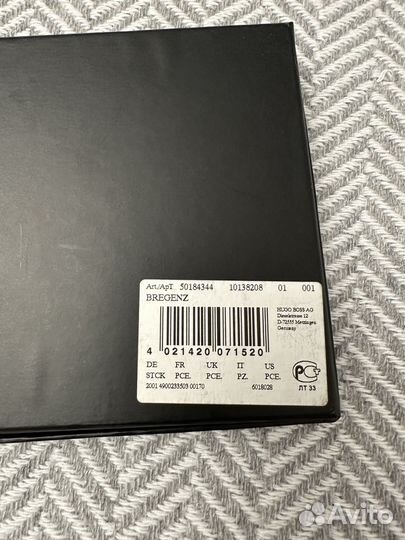 Art./Арт. 50184344 10138208 01 001
BREGENZ
HUGO BOSS AG
Dieselstrasse 12
D-72555 Metzingen
Germany
4 021420 071520
DE FR UK IT US
STCK PCE. PCE. PZ. PCE.
2001 4900233503 00170 6018028
РСТ
ЛТ 33
Avito